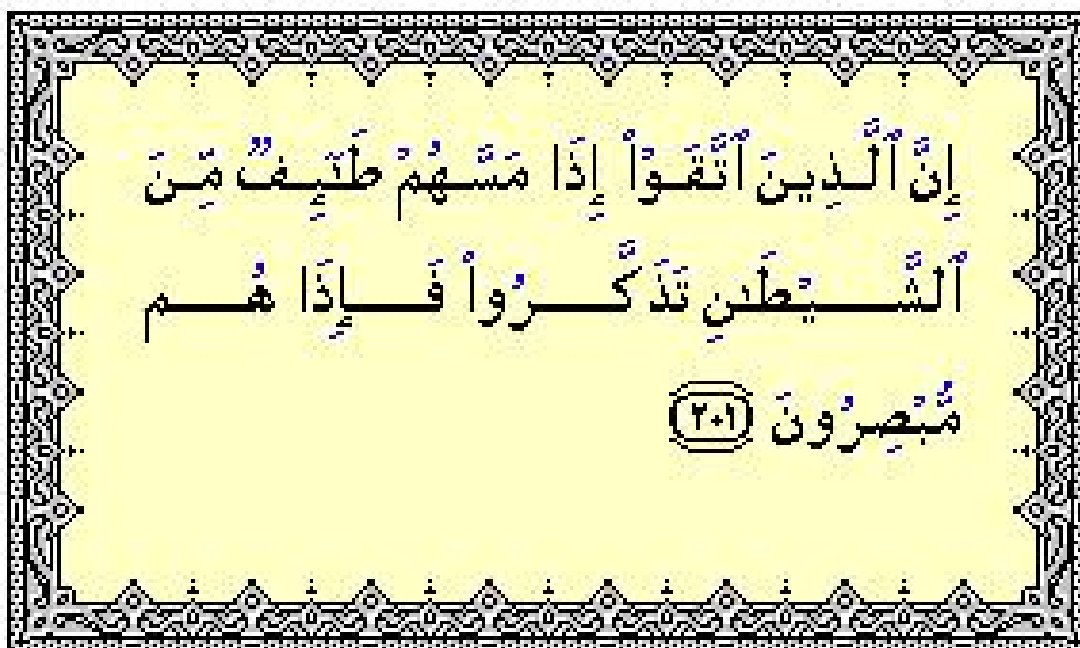 إِنَّ ٱلَّذِينَ ٱتَّقَوْا۟ إِذَا مَسَّهُمْ طَـٰٓئِفٌ مِّنَ
ٱلشَّيْطَـٰنِ تَذَكَّرُوا۟ فَإِذَا هُم
مُّبْصِرُونَ ٢٠١